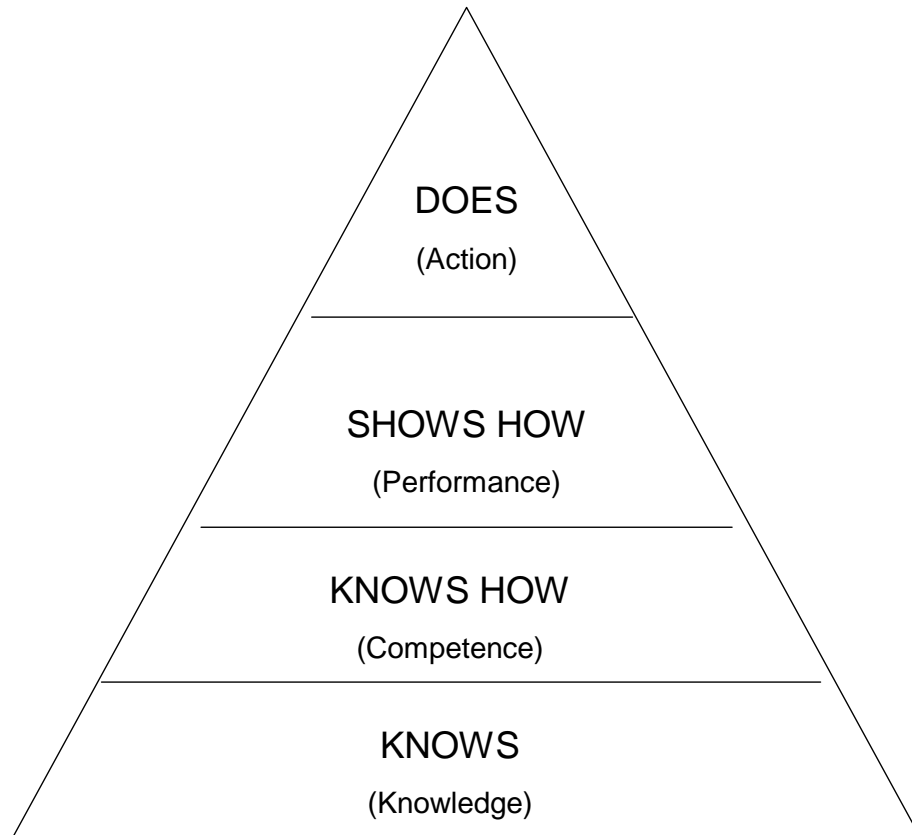 DOES
(Action)
SHOWS HOW
(Performance)
KNOWS HOW
(Competence)
KNOWS
(Knowledge)